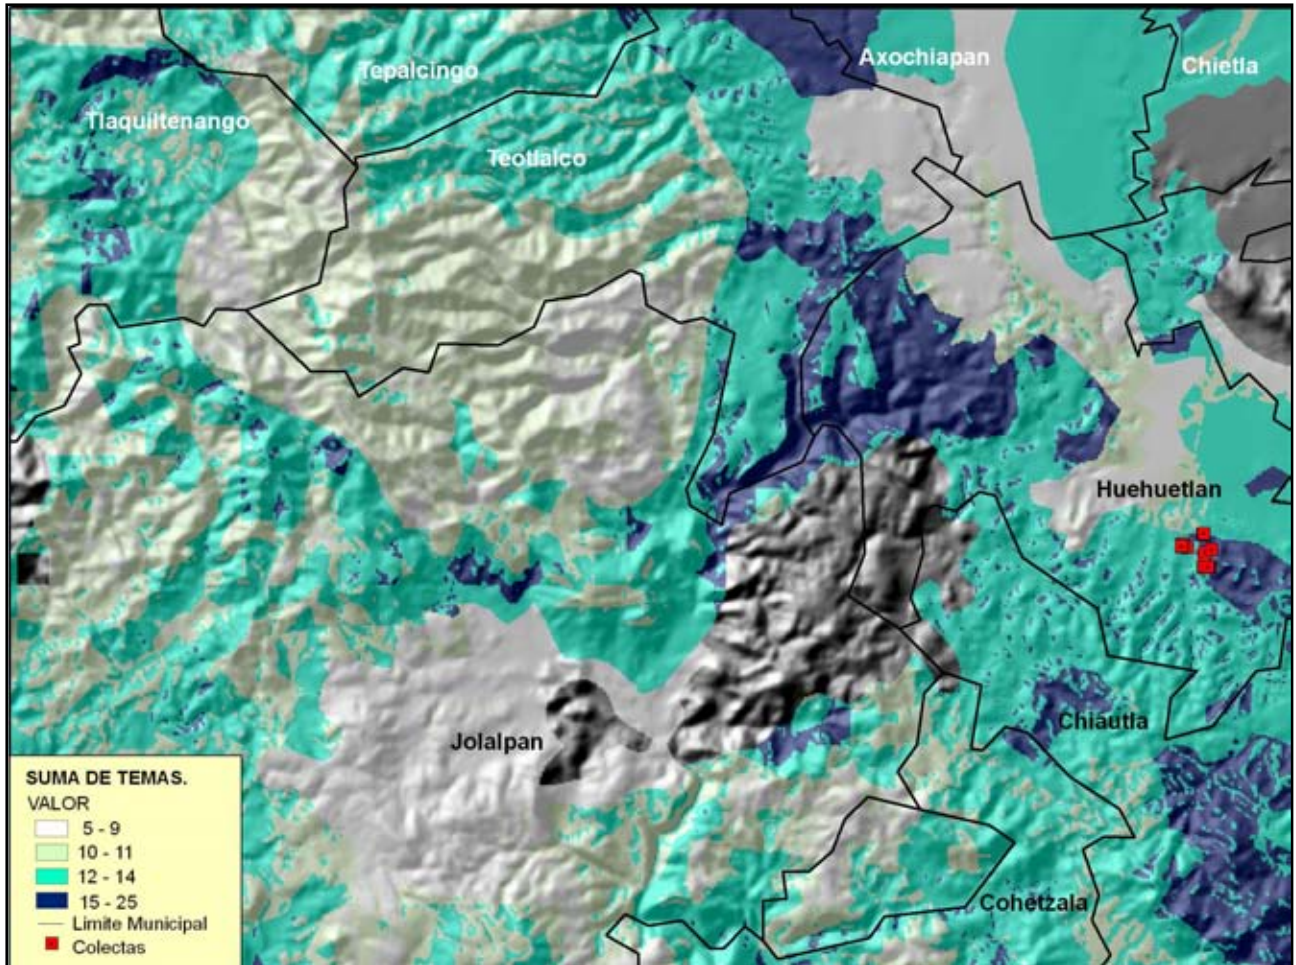 Axochiapan
Chietla
Tepalcingo
Tlaquiltenango
Teotlalco
Huehuetlan
Chiautla
Jolalpan
Cohetzala
SUMA DE TEMAS.
VALOR
5 - 9
10 - 11
12 - 14
15 - 25
Limite Municipal
Colectas